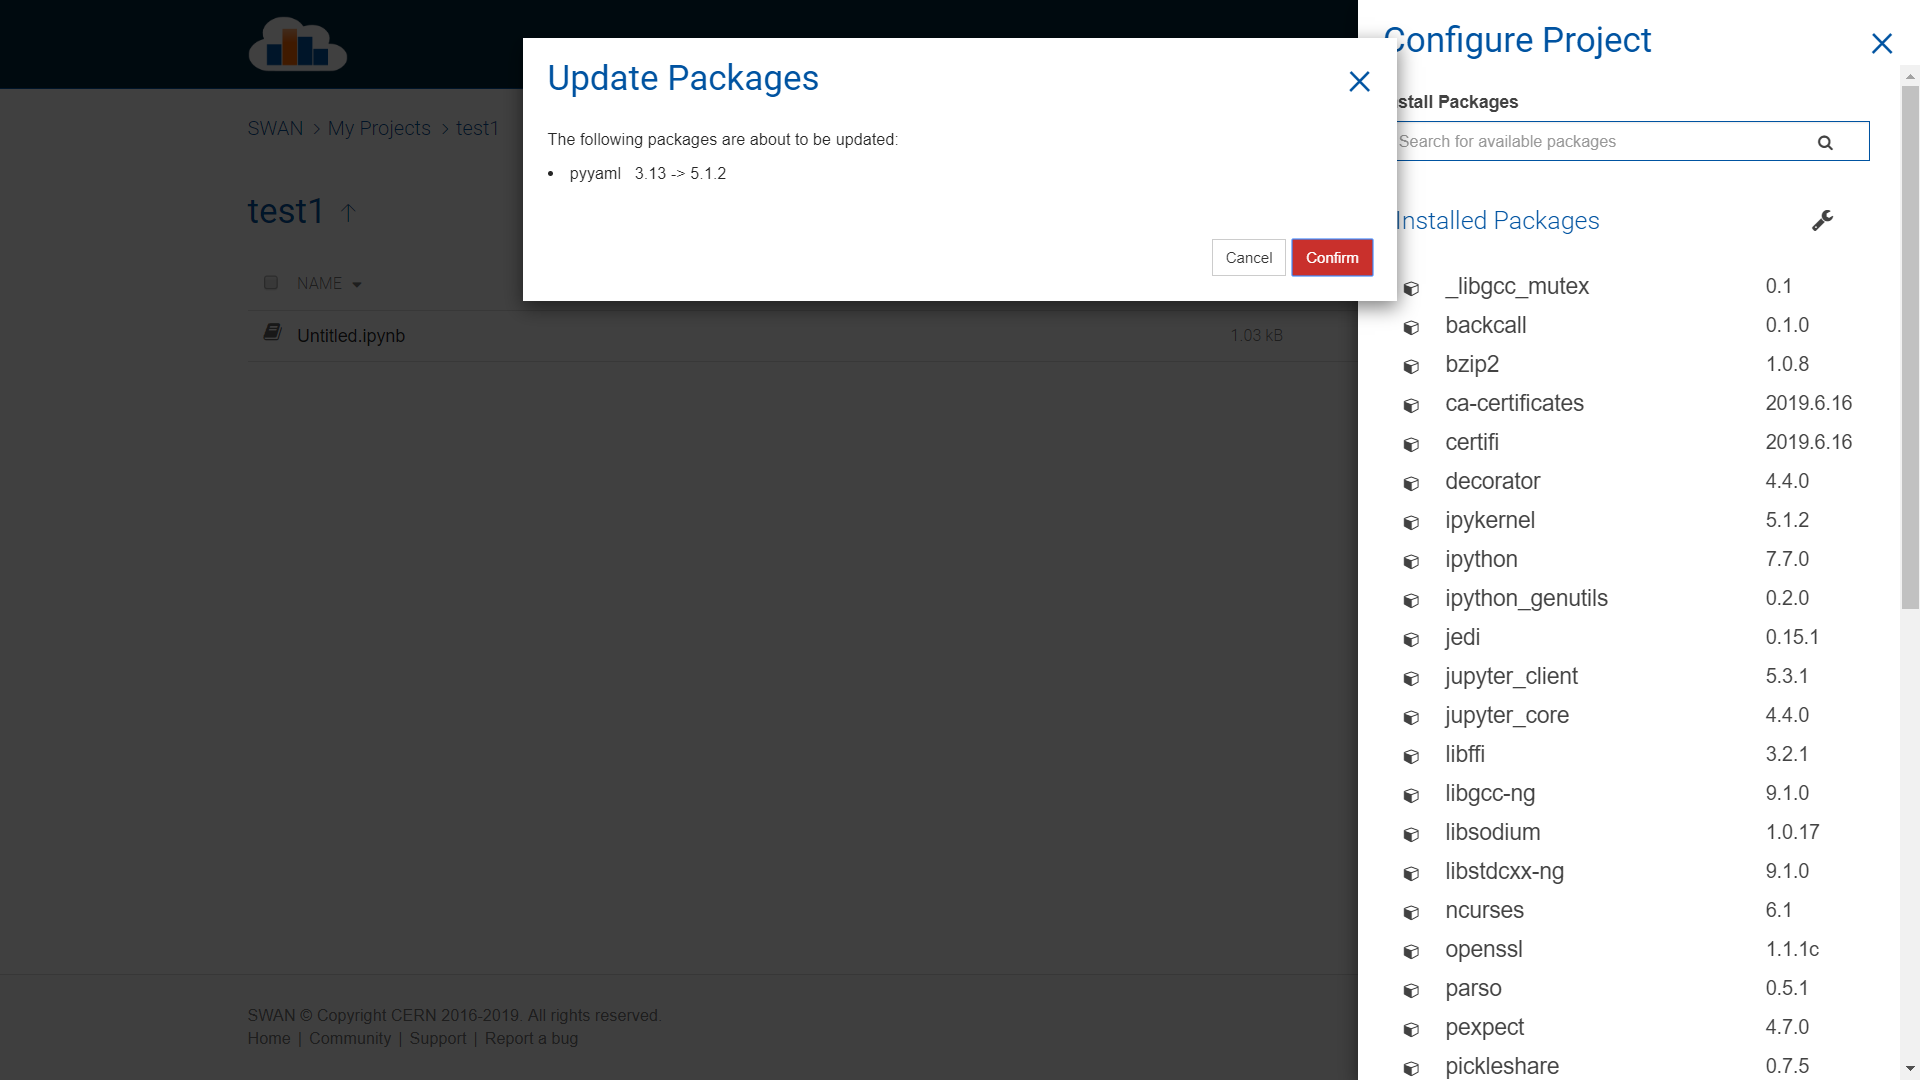 SWAN > My Projects > test1
test1
NAME
Untitled.ipynb 1.03 kB
SWAN © Copyright CERN 2016-2019. All rights reserved.
Home | Community | Support | Report a bug
Update Packages
The following packages are about to be updated:
• pyyaml 3.13 -> 5.1.2
Cancel Confirm
Configure Project
stall Packages
Search for available packages
Installed Packages
_libgcc_mutex 0.1
backcall 0.1.0
bzip2 1.0.8
ca-certificates 2019.6.16
certifi 2019.6.16
decorator 4.4.0
ipykernel 5.1.2
ipython 7.7.0
ipython_genutils 0.2.0
jedi 0.15.1
jupyter_client 5.3.1
jupyter_core 4.4.0
libffi 3.2.1
libgcc-ng 9.1.0
libsodium 1.0.17
libstdcxx-ng 9.1.0
ncurses 6.1
openssl 1.1.1c
parso 0.5.1
pexpect 4.7.0
pickleshare 0.7.5